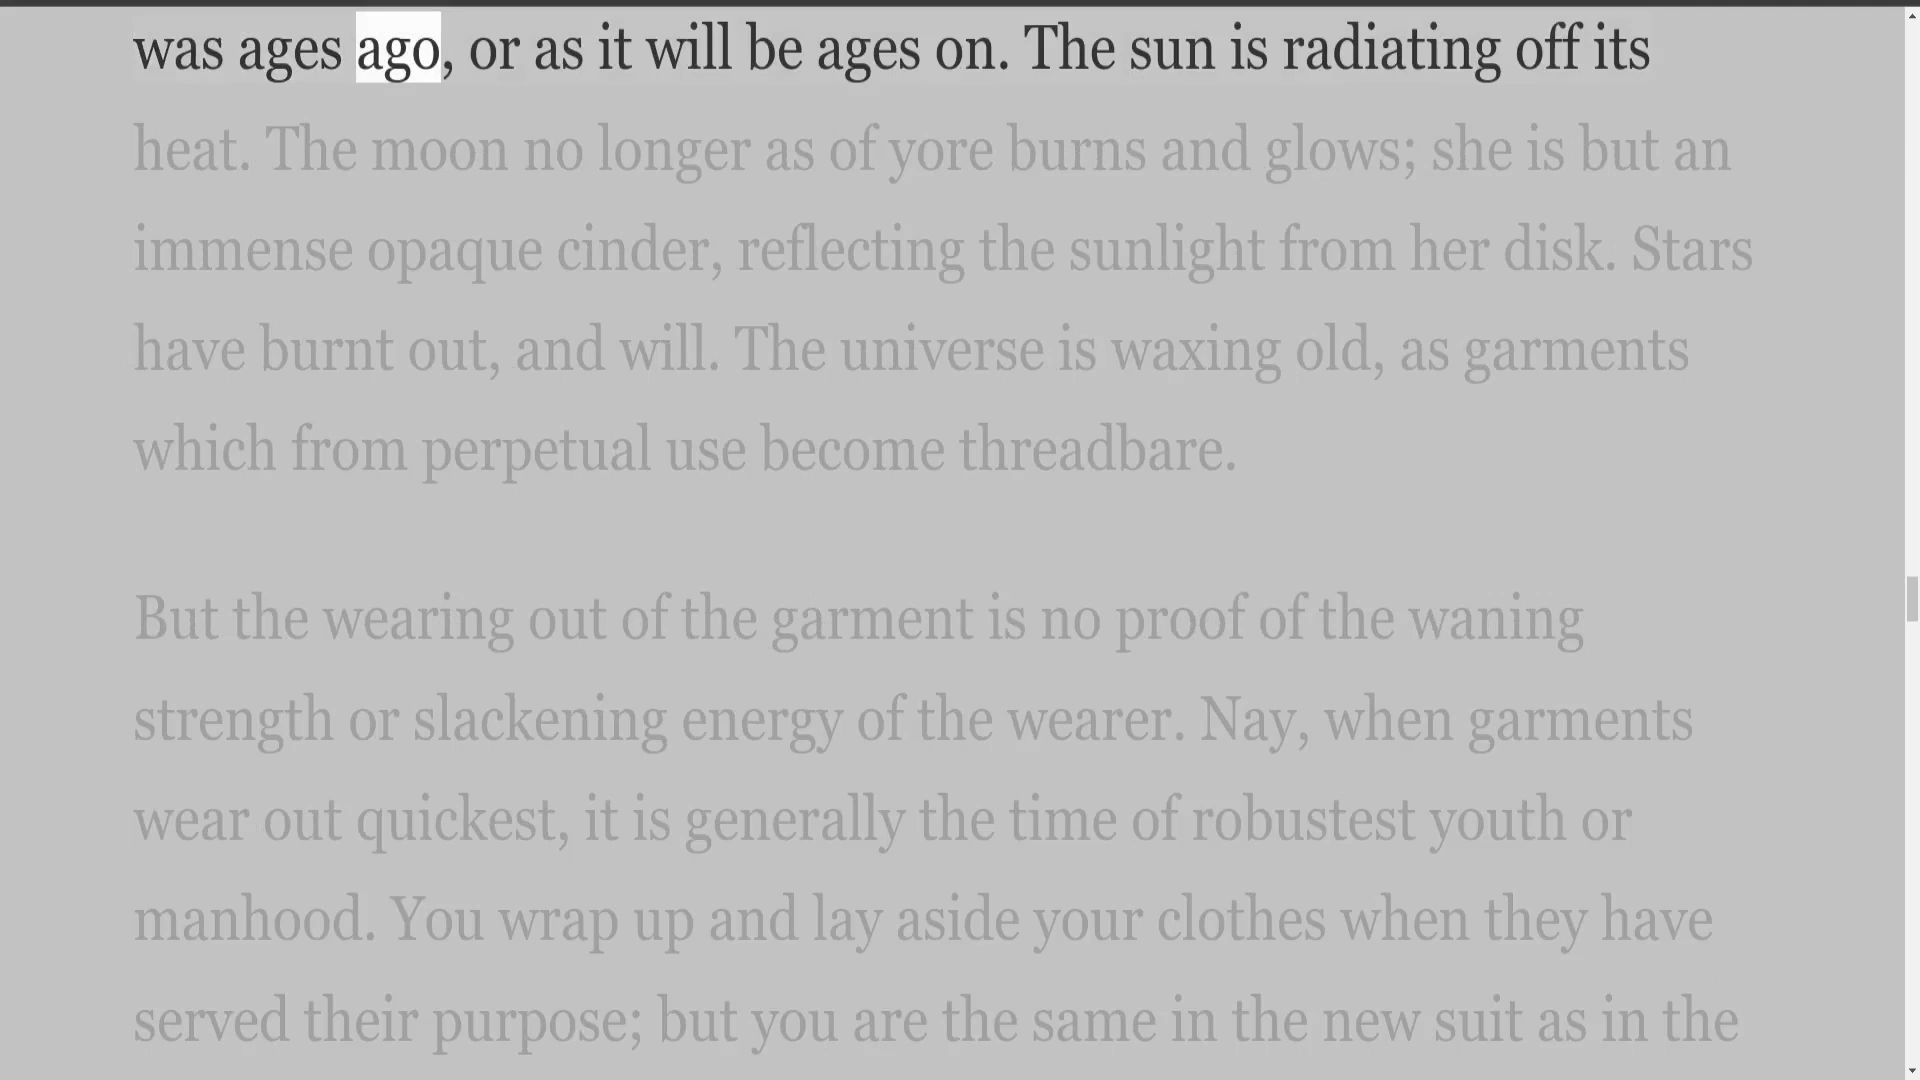 was ages ago, or as it will be ages on. The sun is radiating off its
heat. The moon no longer as of yore burns and glows; she is but an
immense opaque cinder, reflecting the sunlight from her disk. Stars
have burnt out, and will. The universe is waxing old, as garments
which from perpetual use become threadbare.
But the wearing out of the garment is no proof of the waning
strength or slackening energy of the wearer. Nay, when garments
wear out quickest, it is generally the time of robustest youth or
manhood. You wrap up and lay aside your clothes when they have
served their purpose; but you are the same in the new suit as in the